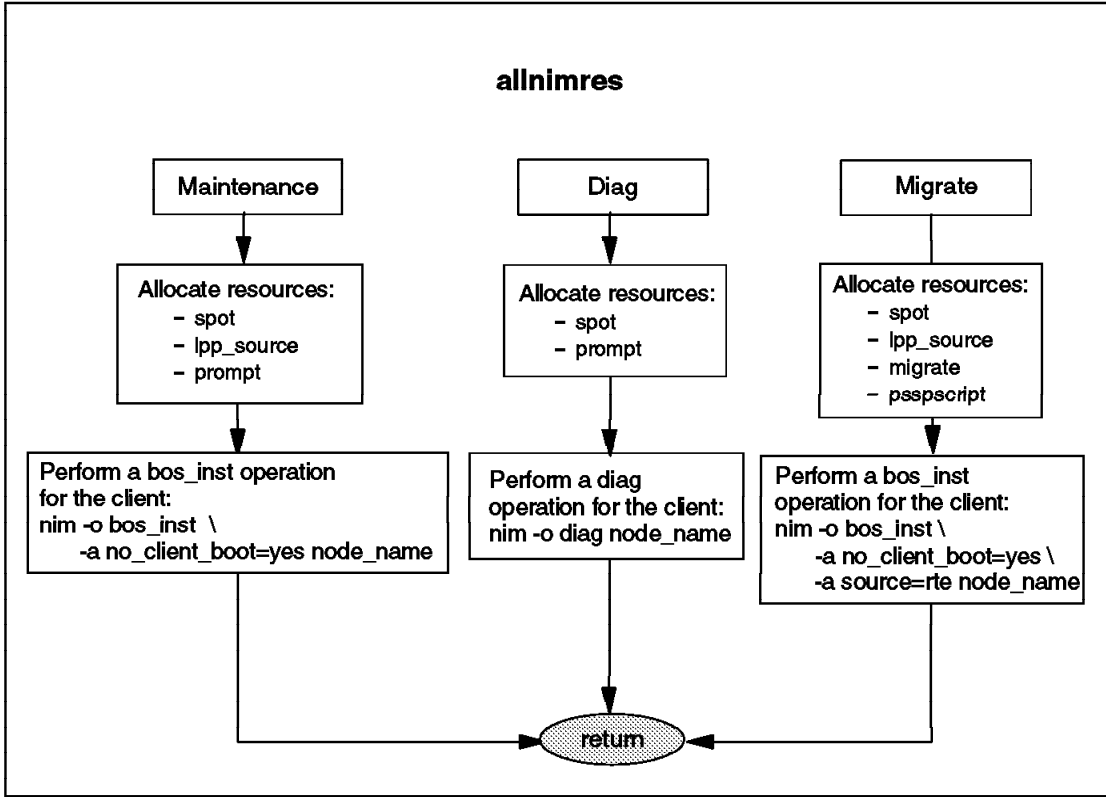 allnimres
Maintenance
Allocate resources:
– spot
– lpp_source
– prompt
Perform a bos_inst operation
for the client:
nim -o bos_inst \
-a no_client_boot=yes node_name
Diag
Allocate resources:
– spot
– prompt
Perform a diag
operation for the client:
nim -o diag node_name
Migrate
Allocate resources:
– spot
– lpp_source
– migrate
– psspscript
Perform a bos_inst
operation for the client:
nim -o bos_inst \
-a no_client_boot=yes \
-a source=rte node_name
return